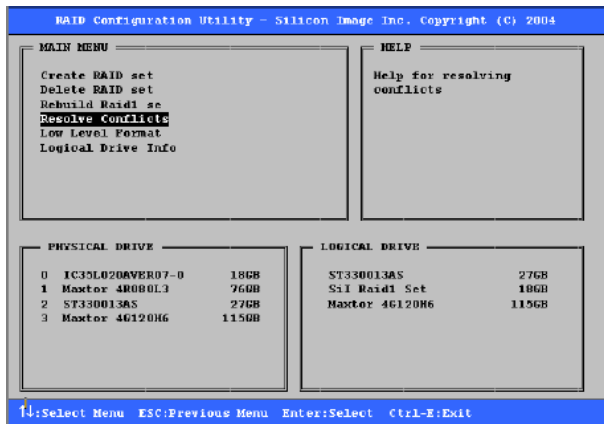 RAID Configuration Utility - Silicon Image Inc. Copyright (C) 2004
MAIN MENU
Create RAID set
Delete RAID set
Rebuild Raid1 se
Resolve Conflicts
Low Level Format
Logical Drive Info
HELP
Help for resolving
conflicts
PHYSICAL DRIVE
0 IC35L020AVER07-0 18GB
1 Maxtor 4R080L3 76GB
2 ST330013AS 27GB
3 Maxtor 4G120H6 115GB
LOGICAL DRIVE
ST330013AS 27GB
SiI Raid1 Set 18GB
Maxtor 4G120H6 115GB
↑↓:Select Menu ESC:Previous Menu Enter:Select Ctrl-E:Exit